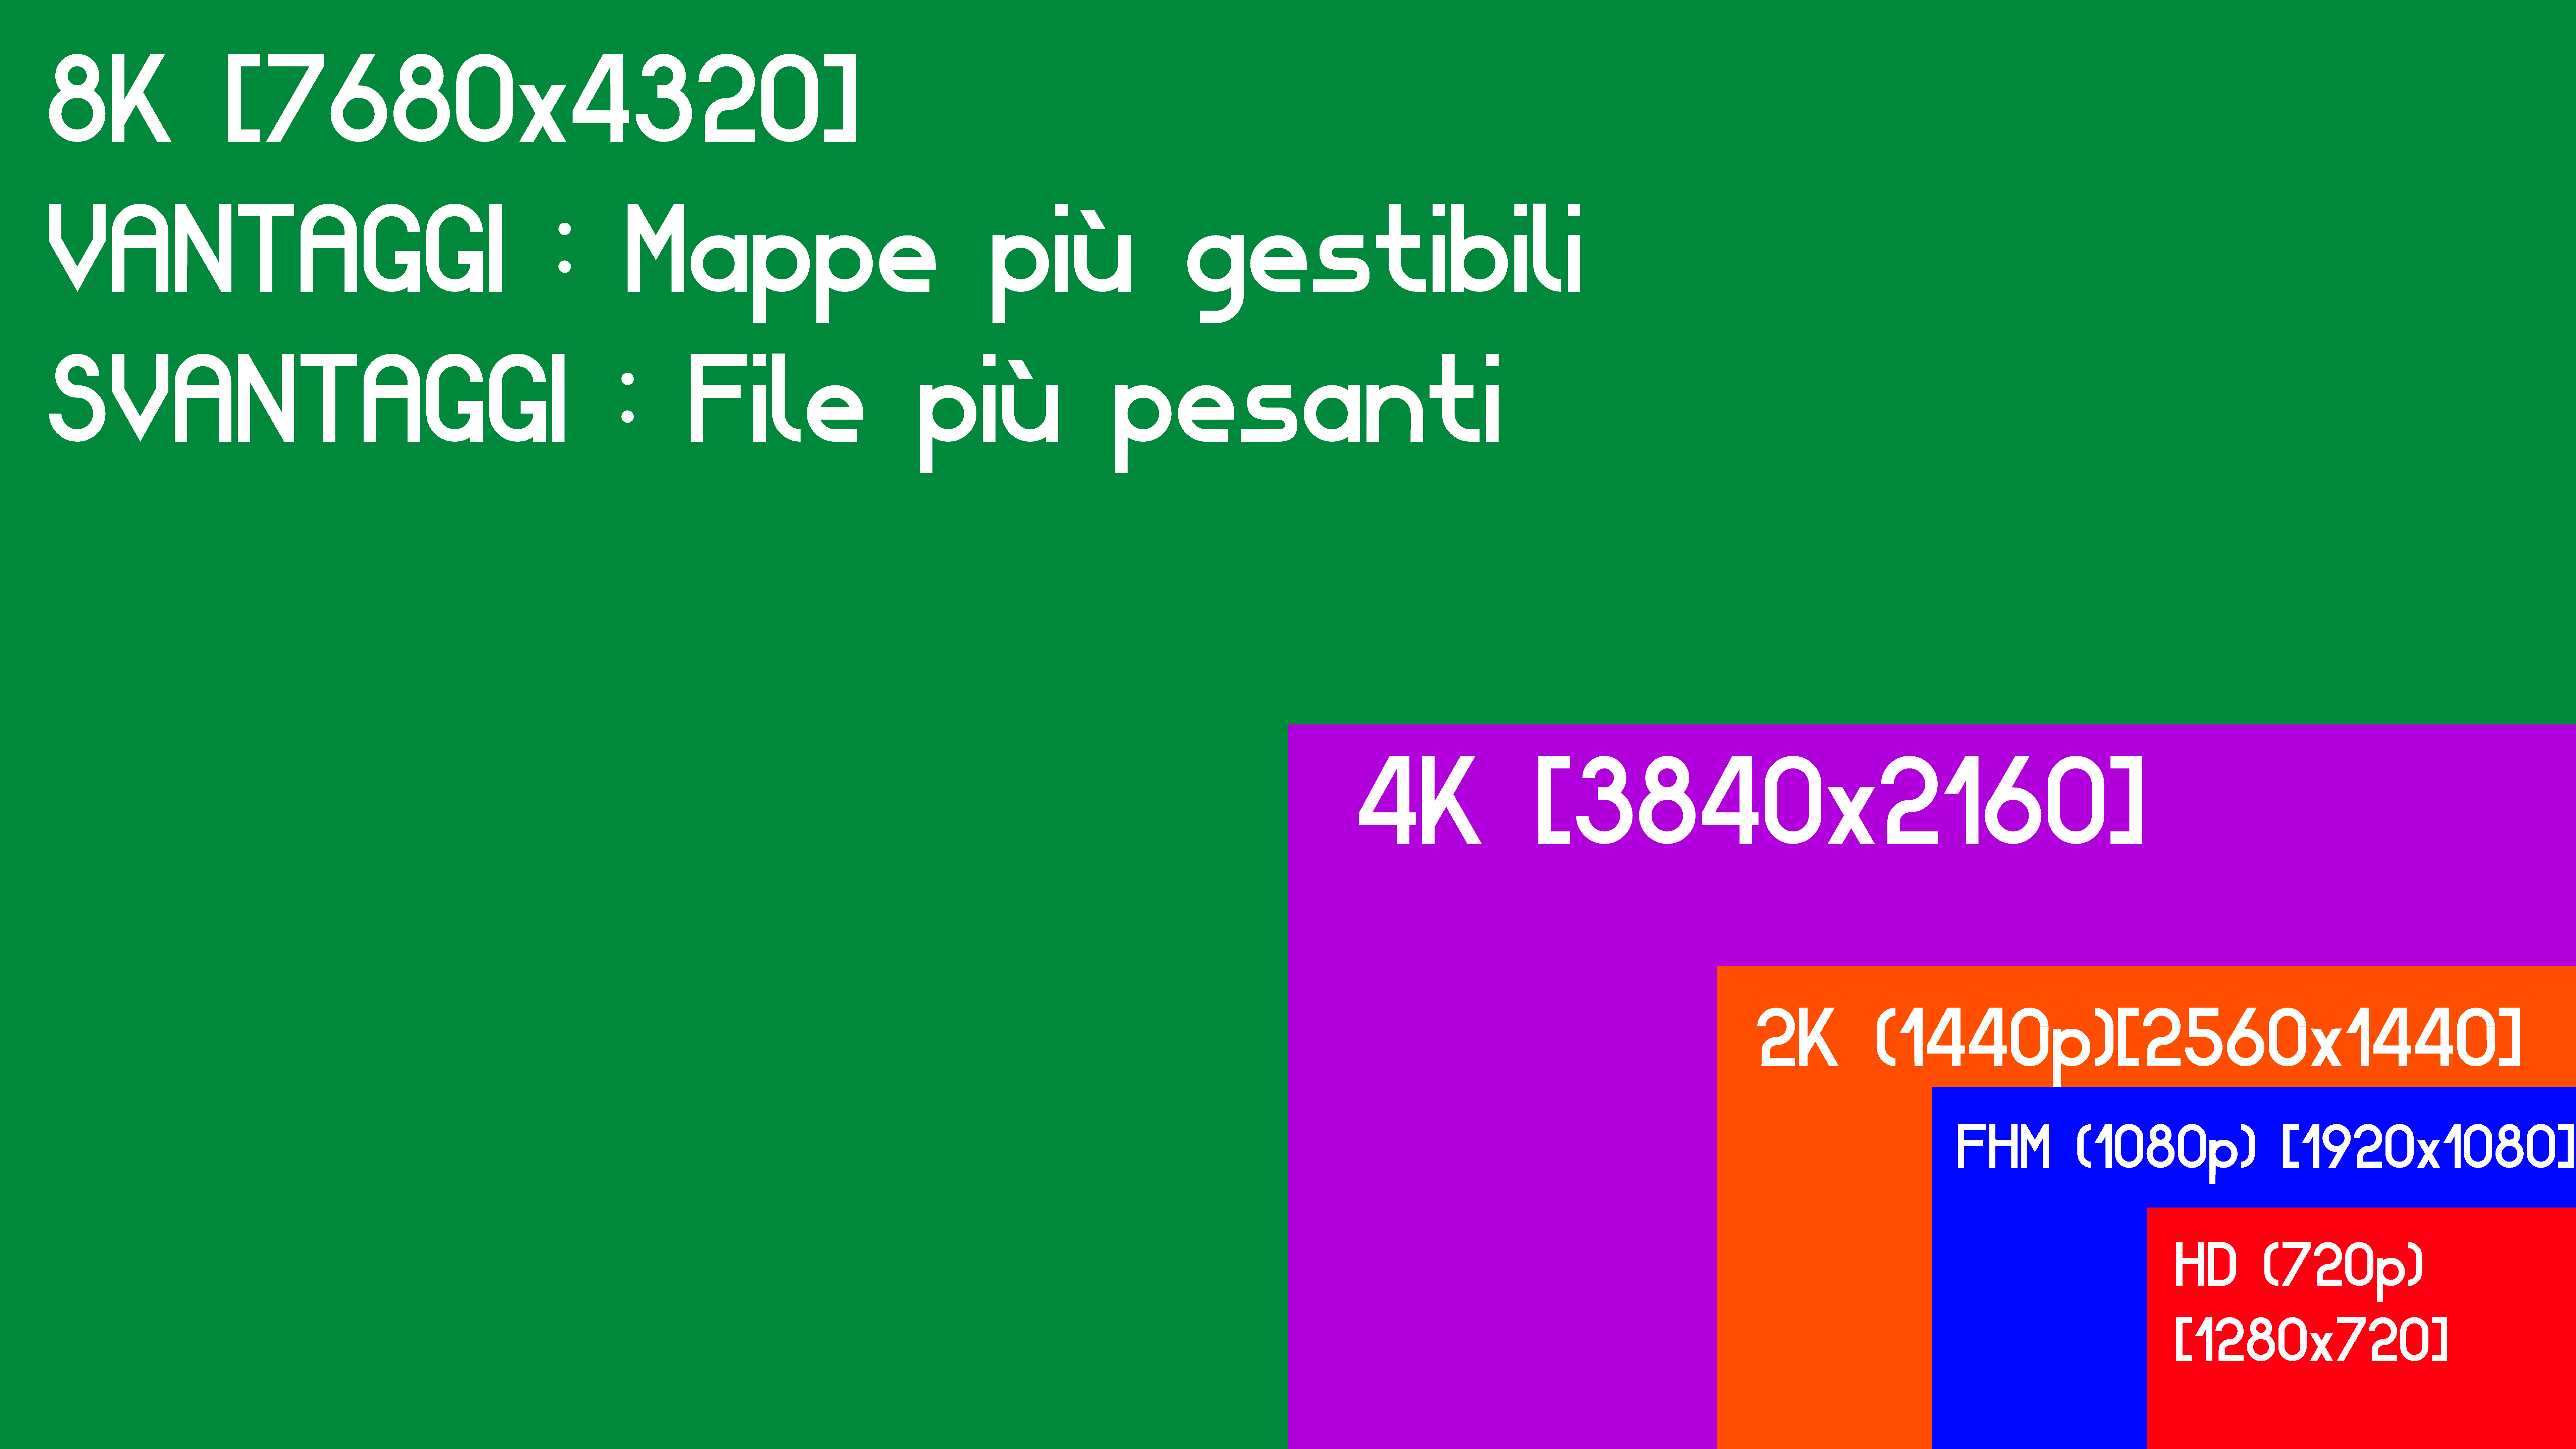 8K [7680x4320]
VANTAGGI : Mappe più gestibili
SVANTAGGI : File più pesanti
4K [3840x2160]
2K (1440p)[2560x1440]
FHM (1080p) [1920x1080]
HD (720p)
[1280x720]